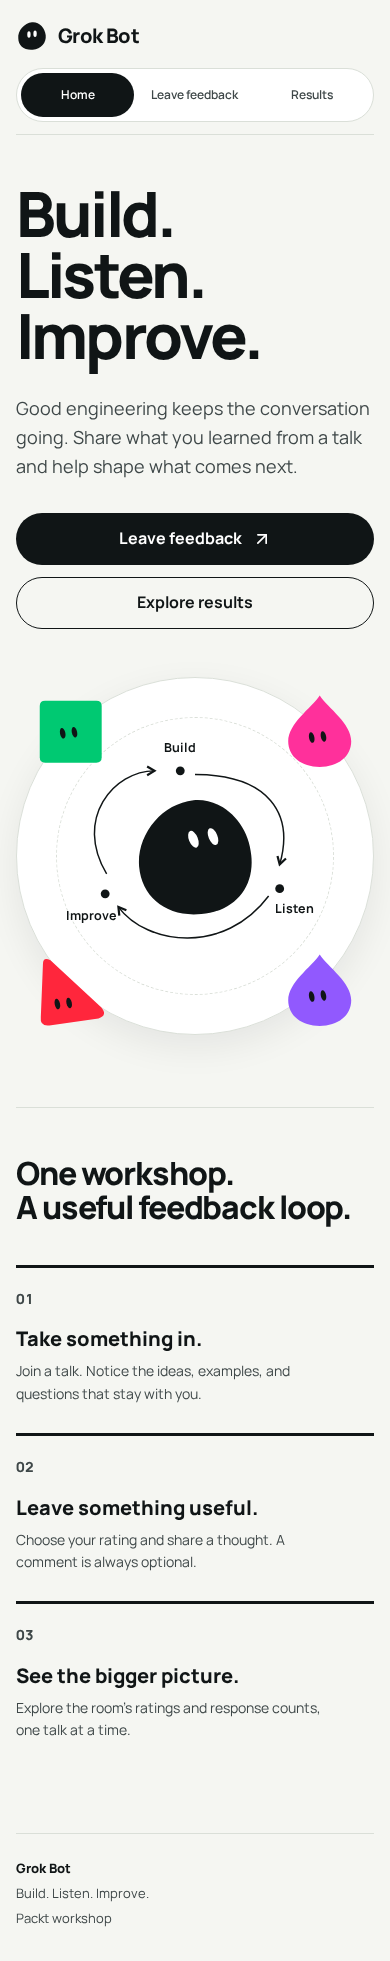 Grok Bot
Home
Leave feedback
Results
Build.
Listen.
Improve.
Good engineering keeps the conversation
going. Share what you learned from a talk
and help shape what comes next.
Leave feedback
Explore results
Build
Listen
Improve
One workshop.
A useful feedback loop.
01
Take something in.
Join a talk. Notice the ideas, examples, and
questions that stay with you.
02
Leave something useful.
Choose your rating and share a thought. A
comment is always optional.
03
See the bigger picture.
Explore the room's ratings and response counts,
one talk at a time.
Grok Bot
Build. Listen. Improve.
Packt workshop